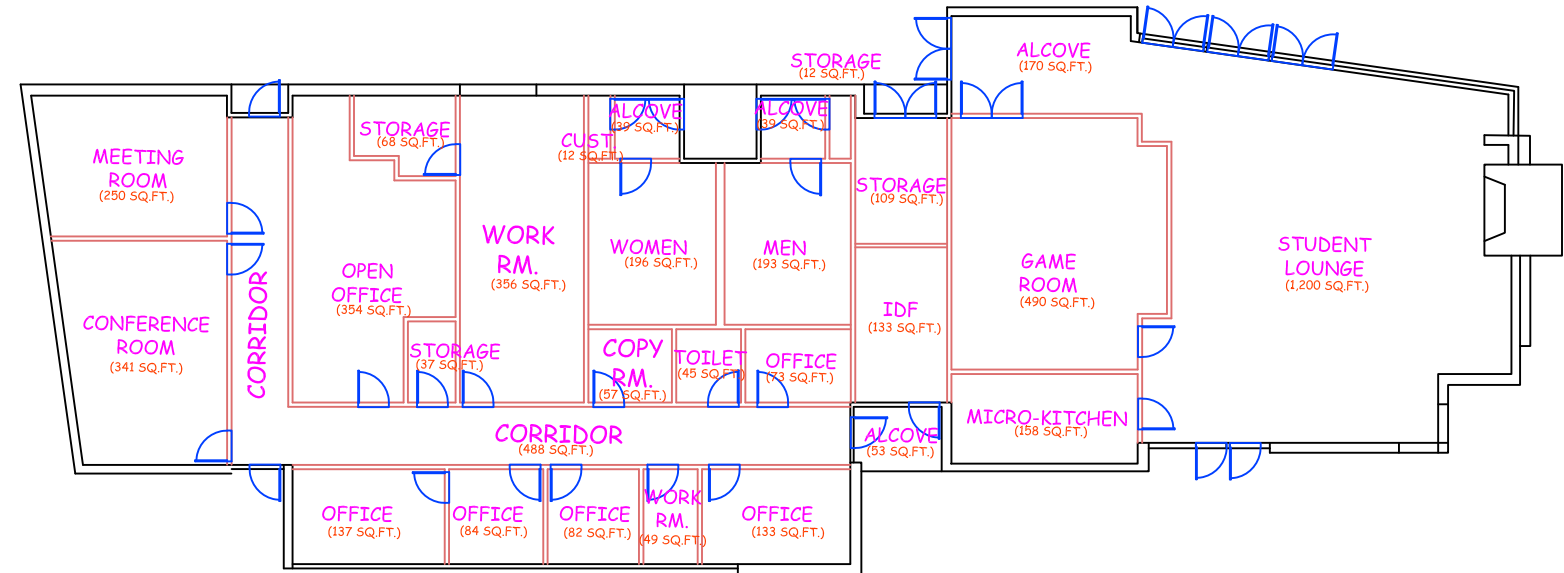 STORAGE
(12 SQ.FT.)
ALCOVE
(170 SQ.FT.)
MEETING
ROOM
(250 SQ.FT.)
STORAGE
(68 SQ.FT.)
CUST.
(12 SQ.FT.)
ALCOVE
(39 SQ.FT.)
ALCOVE
(39 SQ.FT.)
STORAGE
(109 SQ.FT.)
WORK
RM.
(356 SQ.FT.)
WOMEN
(196 SQ.FT.)
MEN
(193 SQ.FT.)
STUDENT
LOUNGE
(1,200 SQ.FT.)
GAME
ROOM
(490 SQ.FT.)
OPEN
OFFICE
(354 SQ.FT.)
IDF
(133 SQ.FT.)
CONFERENCE
ROOM
(341 SQ.FT.)
CORRIDOR
STORAGE
(37 SQ.FT.)
COPY
RM.
(57 SQ.FT.)
TOILET
(45 SQ.FT.)
OFFICE
(73 SQ.FT.)
MICRO-KITCHEN
(158 SQ.FT.)
CORRIDOR
(488 SQ.FT.)
ALCOVE
(53 SQ.FT.)
OFFICE
(137 SQ.FT.)
OFFICE
(84 SQ.FT.)
OFFICE
(82 SQ.FT.)
WORK
RM.
(49 SQ.FT.)
OFFICE
(133 SQ.FT.)